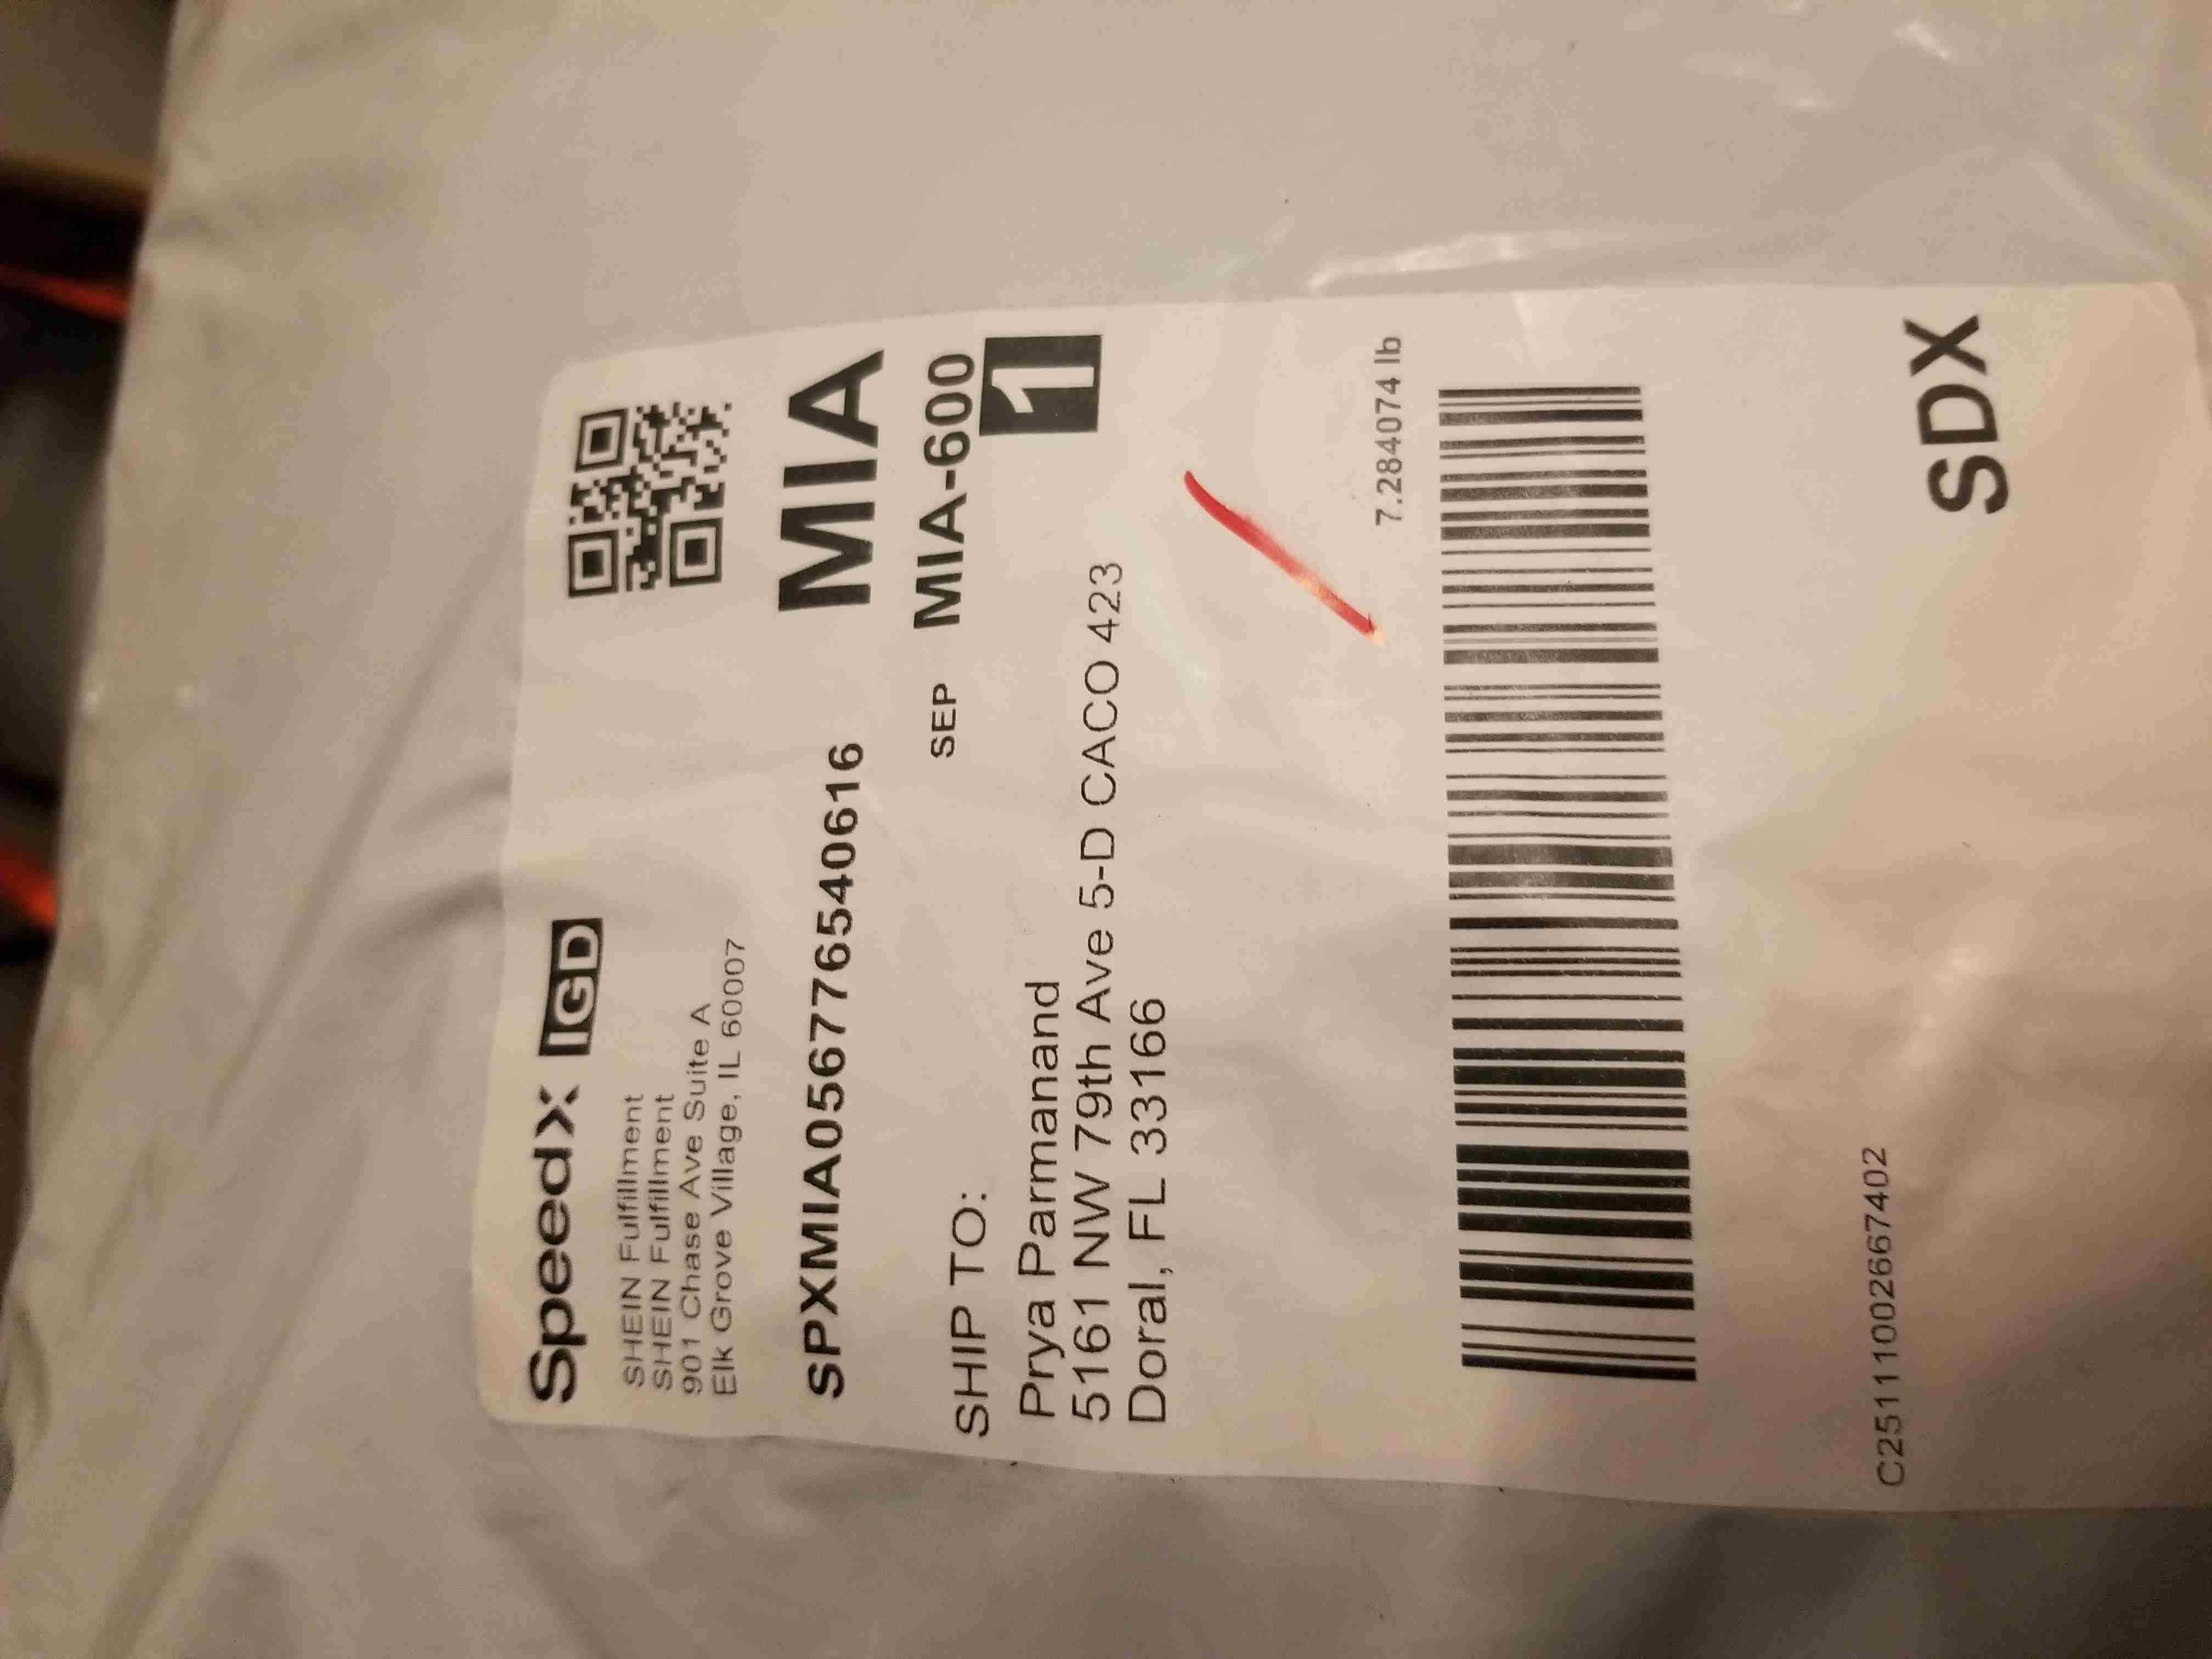 SpeedX IGD
SHEIN Fulfillment
SHEIN Fulfillment
901 Chase Ave Suite A
Elk Grove Village, IL 60007
SPXMIA056776540616
MIA
SEP MIA-600
1
SHIP TO:
Prya Parmanand
5161 NW 79th Ave 5-D CACO 423
Doral, FL 33166
7.284074 lb
C25111002667402
SDX